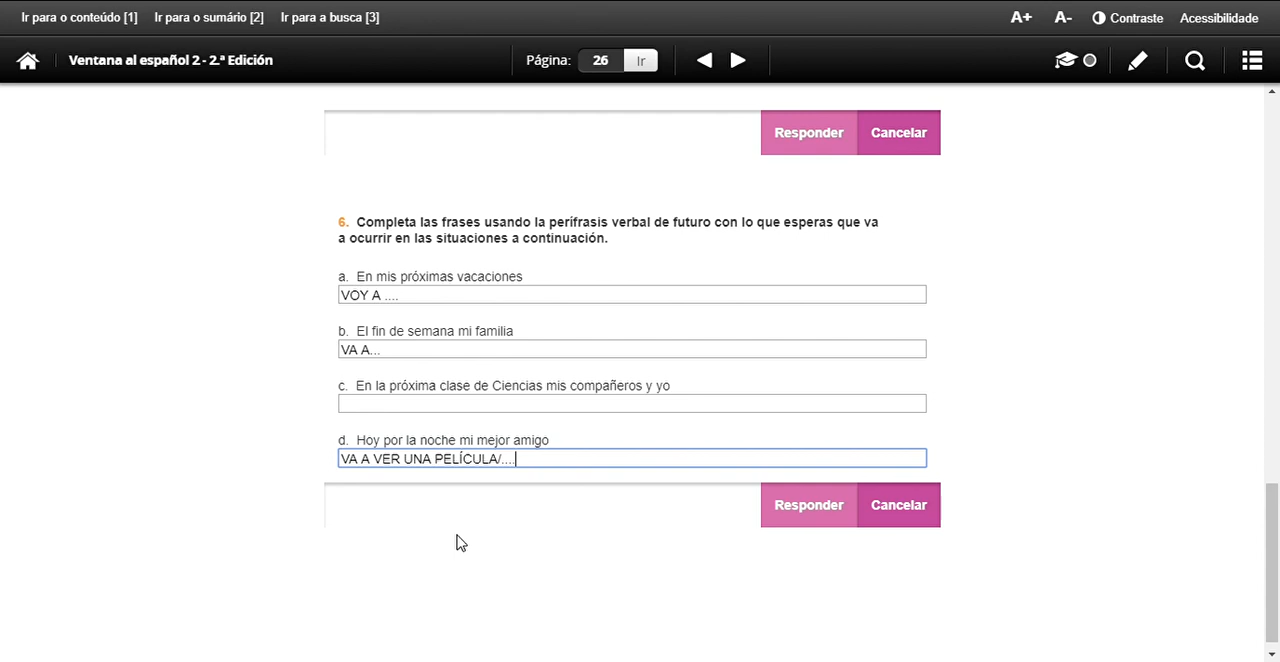 Ir para o conteúdo [1] Ir para o sumário [2] Ir para a busca [3] A+ A- Contraste Acessibilidade
Ventana al español 2 - 2.ª Edición Página: 26 Ir
Responder Cancelar
6. Completa las frases usando la perífrasis verbal de futuro con lo que esperas que va
a ocurrir en las situaciones a continuación.
a. En mis próximas vacaciones
VOY A ....
b. El fin de semana mi familia
VA A...
c. En la próxima clase de Ciencias mis compañeros y yo
d. Hoy por la noche mi mejor amigo
VA A VER UNA PELÍCULA/....
Responder Cancelar